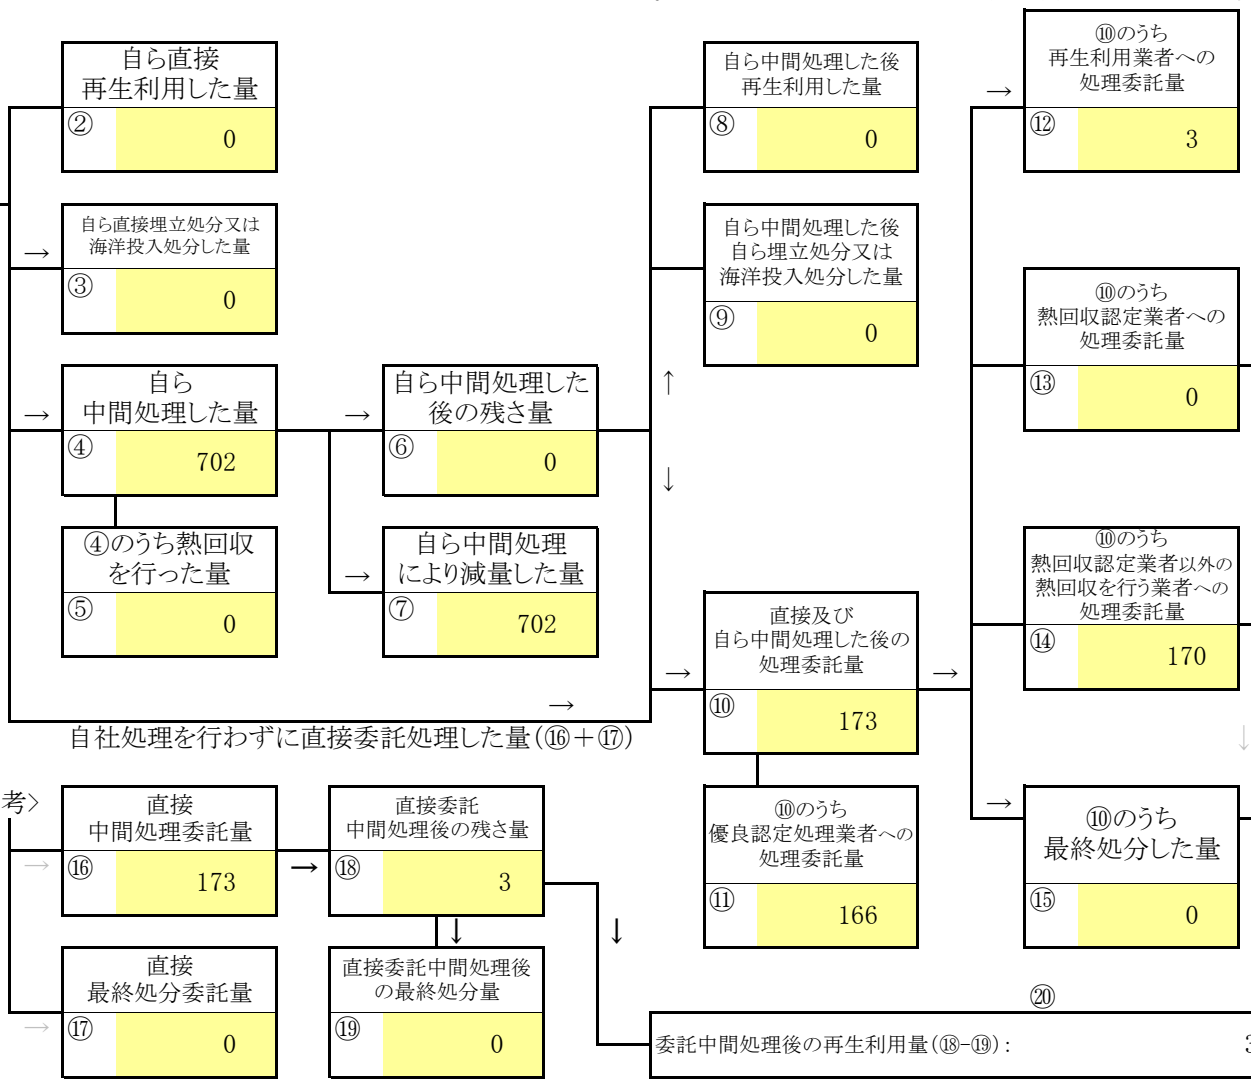 自ら直接
再生利用した量
② 0
自ら直接埋立処分又は
海洋投入処分した量
→
③ 0
自ら
中間処理した量
→
④ 702
④のうち熱回収
を行った量
⑤ 0
→
自ら中間処理した
後の残さ量
⑥ 0
→
自ら中間処理
により減量した量
⑦ 702
自ら中間処理した後
再生利用した量
⑧ 0
自ら中間処理した後
自ら埋立処分又は
海洋投入処分した量
⑨ 0
↑
↓
→
自社処理を行わずに直接委託処理した量(⑯+⑰)
→
直接及び
自ら中間処理した後の
処理委託量
⑩ 173
⑩のうち
優良認定処理業者への
処理委託量
⑪ 166
→
→
⑩のうち
再生利用業者への
処理委託量
⑫ 3
⑩のうち
熱回収認定業者への
処理委託量
⑬ 0
⑩のうち
熱回収認定業者以外の
熱回収を行う業者への
処理委託量
⑭ 170
↓
→
⑩のうち
最終処分した量
⑮ 0
考>
直接
中間処理委託量
→
⑯ 173
→
直接委託
中間処理後の残さ量
⑱ 3
↓
↓
直接
最終処分委託量
→
⑰ 0
直接委託中間処理後
の最終処分量
⑲ 0
⑳
委託中間処理後の再生利用量(⑱-⑲): 3